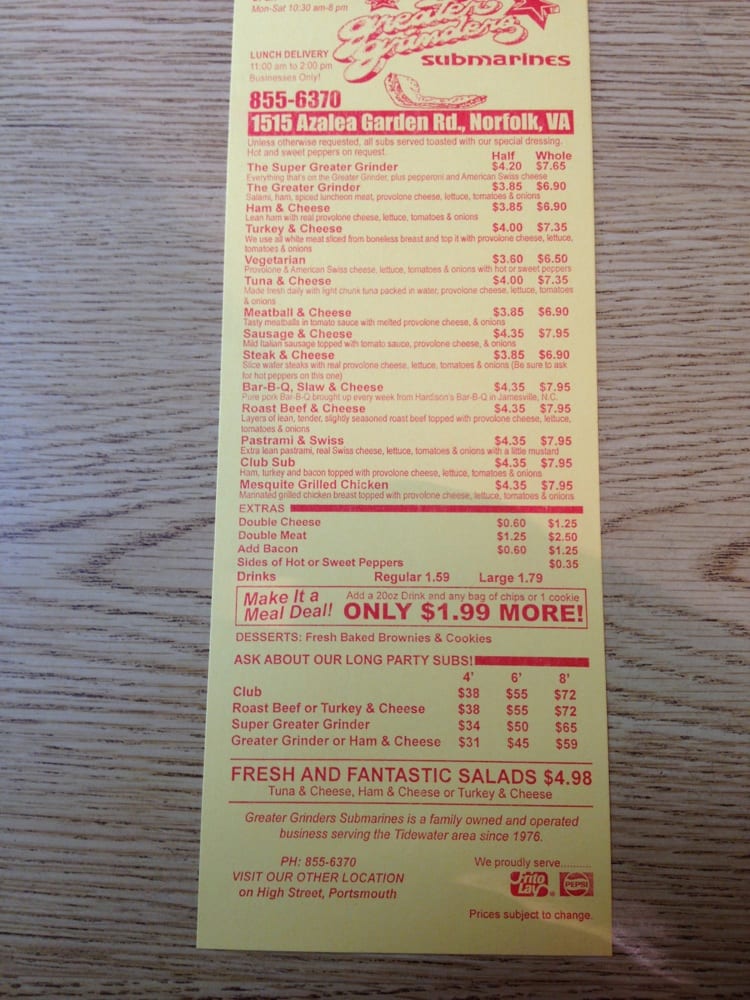 Mon-Sat 10:30 am-8 pm
Greater
Grinders
submarines
LUNCH DELIVERY
11:00 am to 2:00 pm
Businesses Only!
855-6370
1515 Azalea Garden Rd., Norfolk, VA
Unless otherwise requested, all subs served toasted with our special dressing.
Hot and sweet peppers on request.
Half Whole
The Super Greater Grinder $4.20 $7.65
Everything that's on the Greater Grinder, plus pepperoni and American Swiss cheese
The Greater Grinder $3.85 $6.90
Salami, ham, spiced luncheon meat, provolone cheese, lettuce, tomatoes & onions
Ham & Cheese $3.85 $6.90
Lean ham with real provolone cheese, lettuce, tomatoes & onions
Turkey & Cheese $4.00 $7.35
We use all white meat sliced from boneless breast and top it with provolone cheese, lettuce,
tomatoes & onions
Vegetarian $3.60 $6.50
Provolone & American Swiss cheese, lettuce, tomatoes & onions with hot or sweet peppers
Tuna & Cheese $4.00 $7.35
Made fresh daily with light chunk tuna packed in water, provolone cheese, lettuce, tomatoes
& onions
Meatball & Cheese $3.85 $6.90
Tasty meatballs in tomato sauce with melted provolone cheese, & onions
Sausage & Cheese $4.35 $7.95
Mild Italian sausage topped with tomato sauce, provolone cheese, & onions
Steak & Cheese $3.85 $6.90
Slice wafer steaks with real provolone cheese, lettuce, tomatoes & onions (Be sure to ask
for hot peppers on this one)
Bar-B-Q, Slaw & Cheese $4.35 $7.95
Pure pork Bar-B-Q brought up every week from Hardison's Bar-B-Q in Jamesville, N.C.
Roast Beef & Cheese $4.35 $7.95
Layers of lean, tender, slightly seasoned roast beef topped with provolone cheese, lettuce,
tomatoes & onions
Pastrami & Swiss $4.35 $7.95
Extra lean pastrami, real Swiss cheese, lettuce, tomatoes & onions with a little mustard
Club Sub $4.35 $7.95
Ham, turkey and bacon topped with provolone cheese, lettuce, tomatoes & onions
Mesquite Grilled Chicken $4.35 $7.95
Marinated grilled chicken breast topped with provolone cheese, lettuce, tomatoes & onions
EXTRAS
Double Cheese $0.60 $1.25
Double Meat $1.25 $2.50
Add Bacon $0.60 $1.25
Sides of Hot or Sweet Peppers $0.35
Drinks Regular 1.59 Large 1.79
Make It a
Meal Deal!
Add a 20oz Drink and any bag of chips or 1 cookie
ONLY $1.99 MORE!
DESSERTS: Fresh Baked Brownies & Cookies
ASK ABOUT OUR LONG PARTY SUBS!
4' 6' 8'
Club $38 $55 $72
Roast Beef or Turkey & Cheese $38 $55 $72
Super Greater Grinder $34 $50 $65
Greater Grinder or Ham & Cheese $31 $45 $59
FRESH AND FANTASTIC SALADS $4.98
Tuna & Cheese, Ham & Cheese or Turkey & Cheese
Greater Grinders Submarines is a family owned and operated
business serving the Tidewater area since 1976.
PH: 855-6370
VISIT OUR OTHER LOCATION
on High Street, Portsmouth
We proudly serve..........
Frito
Lay
PEPSI
Prices subject to change.